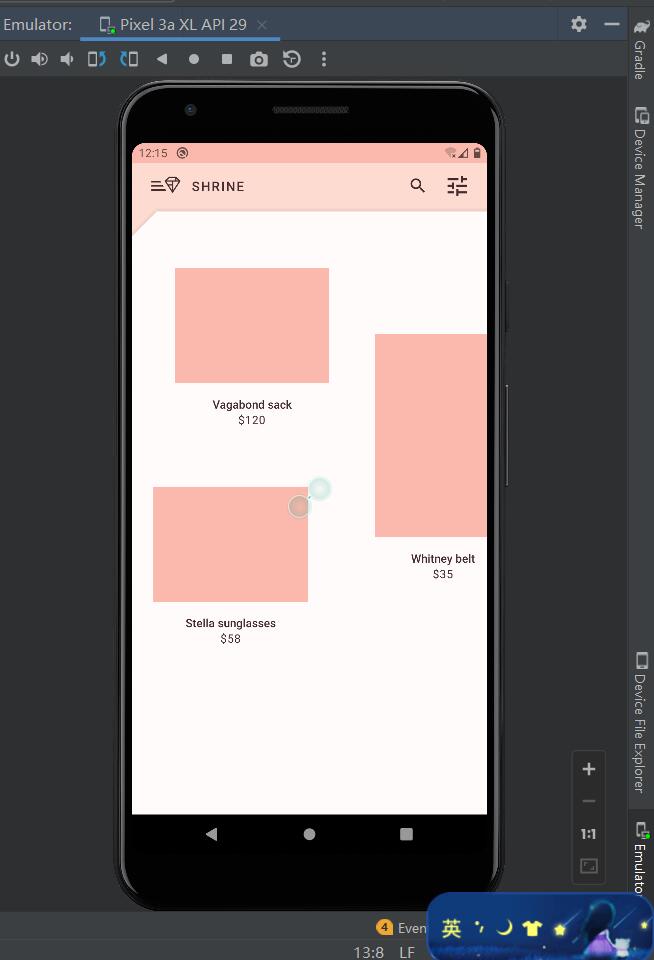 Emulator: Pixel 3a XL API 29
Gradle
Device Manager
12:15
SHRINE
Vagabond sack
$120
Whitney belt
$35
Stella sunglasses
$58
Device File Explorer
1:1
Emulator
4 Even
英
13:8 LF